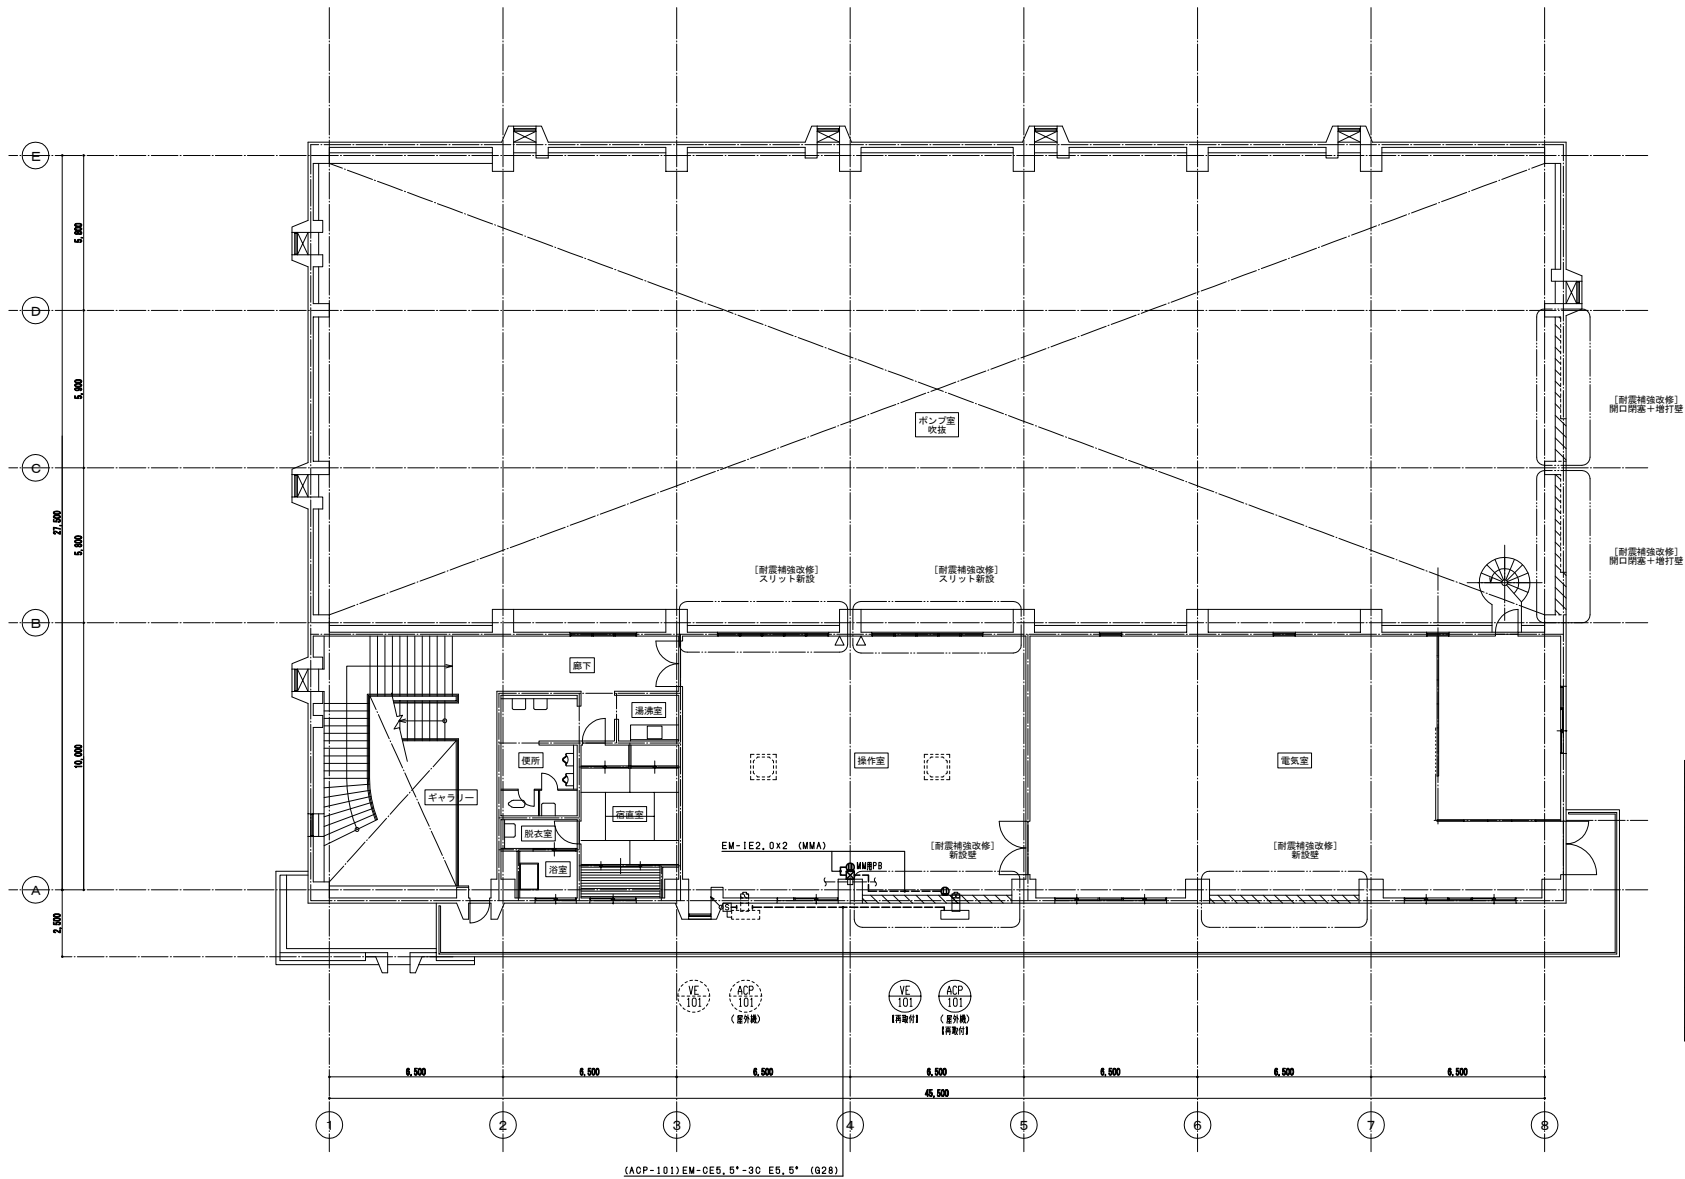 E
D
C
B
A
5,800
5,900
5,800
27,500
10,000
2,500
ポンプ室
吹抜
[耐震補強改修]
開口閉塞＋増打壁
[耐震補強改修]
開口閉塞＋増打壁
[耐震補強改修]
スリット新設
[耐震補強改修]
スリット新設
廊下
湯沸室
便所
操作室
電気室
ギャラリー
宿直室
脱衣室
浴室
EM-IE2.0X2 (MMA)
MM用PB
[耐震補強改修]
新設壁
[耐震補強改修]
新設壁
S
VE
101
ACP
101
(屋外機)
VE
101
【再取付】
ACP
101
(屋外機)
【再取付】
6,500
6,500
6,500
6,500
6,500
6,500
6,500
45,500
1
2
3
4
5
6
7
8
(ACP-101)EM-CE5.5°-3C E5.5° (G28)